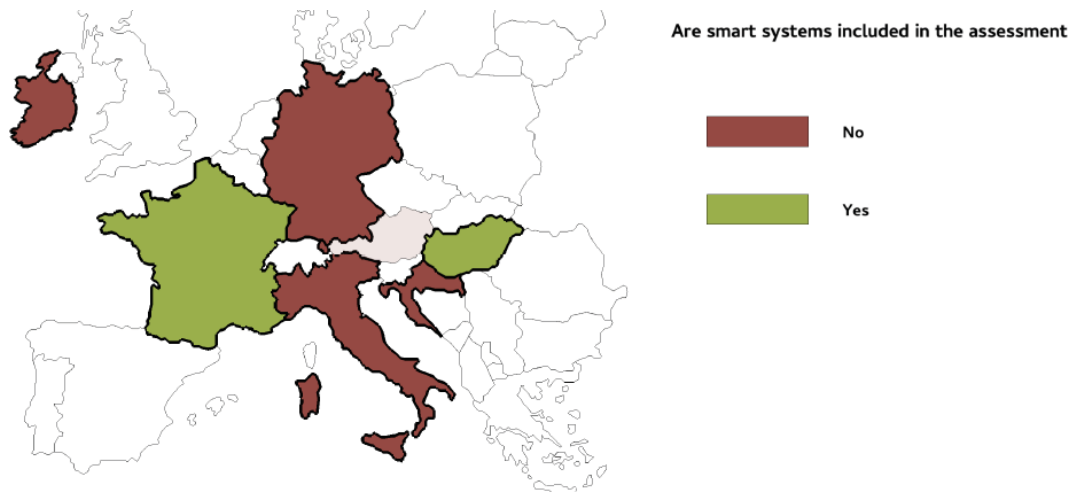 Are smart systems included in the assessment
No
Yes